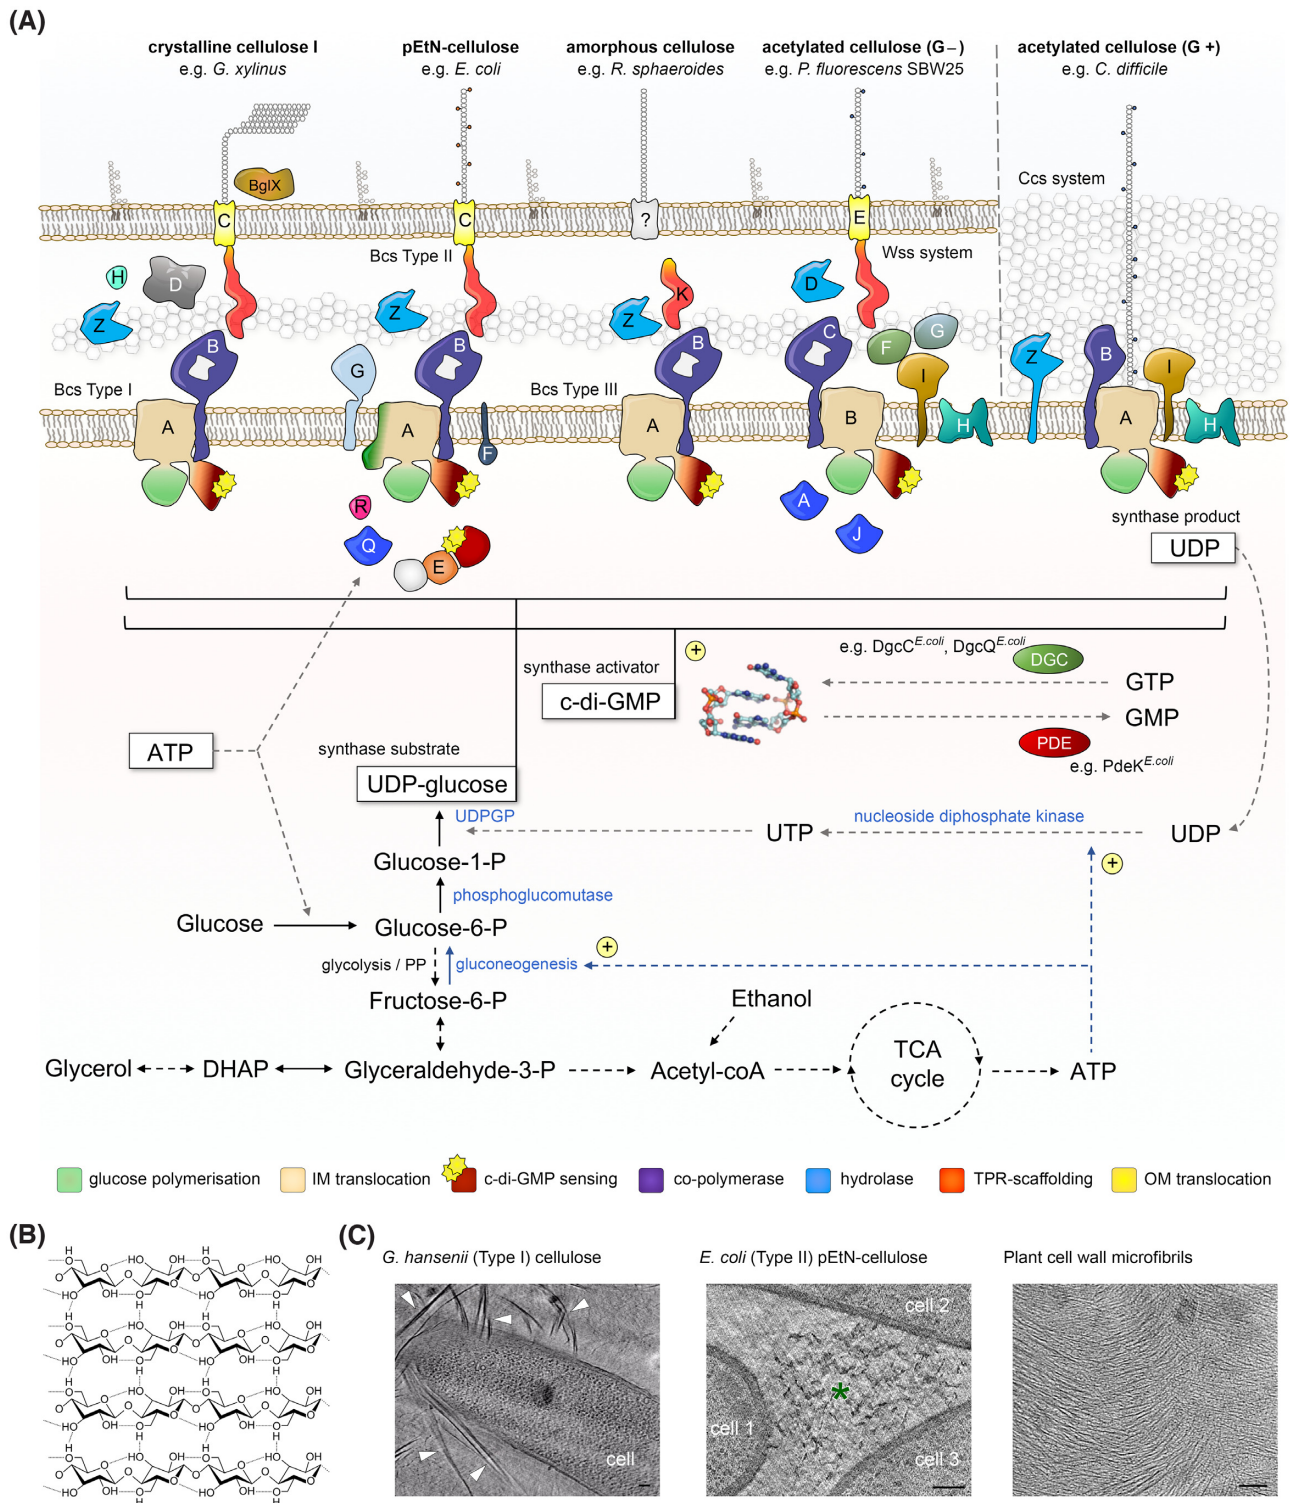 (A)
crystalline cellulose I
e.g. G. xylinus
pEtN-cellulose
e.g. E. coli
amorphous cellulose
e.g. R. sphaeroides
acetylated cellulose (G−)
e.g. P. fluorescens SBW25
acetylated cellulose (G +)
e.g. C. difficile
BglX
Ccs system
C
C
?
E
Bcs Type II
Wss system
H
D
Z
Z
Z
K
D
B
B
B
C
F
G
Z
B
I
G
I
Bcs Type I
Bcs Type III
A
A
F
A
B
H
A
H
R
Q
E
A
J
synthase product
UDP
e.g. DgcC^E.coli, DgcQ^E.coli
DGC
+
synthase activator
c-di-GMP
GTP
GMP
PDE
e.g. PdeK^E.coli
ATP
synthase substrate
UDP-glucose
UDPGP
nucleoside diphosphate kinase
UTP
UDP
+
Glucose-1-P
phosphoglucomutase
Glucose
Glucose-6-P
+
glycolysis / PP
gluconeogenesis
Fructose-6-P
Ethanol
Glycerol
DHAP
Glyceraldehyde-3-P
Acetyl-coA
TCA
cycle
ATP
glucose polymerisation
IM translocation
c-di-GMP sensing
co-polymerase
hydrolase
TPR-scaffolding
OM translocation
(B)
(C)
G. hansenii (Type I) cellulose
E. coli (Type II) pEtN-cellulose
Plant cell wall microfibrils
cell
cell 2
*
cell 1
cell 3